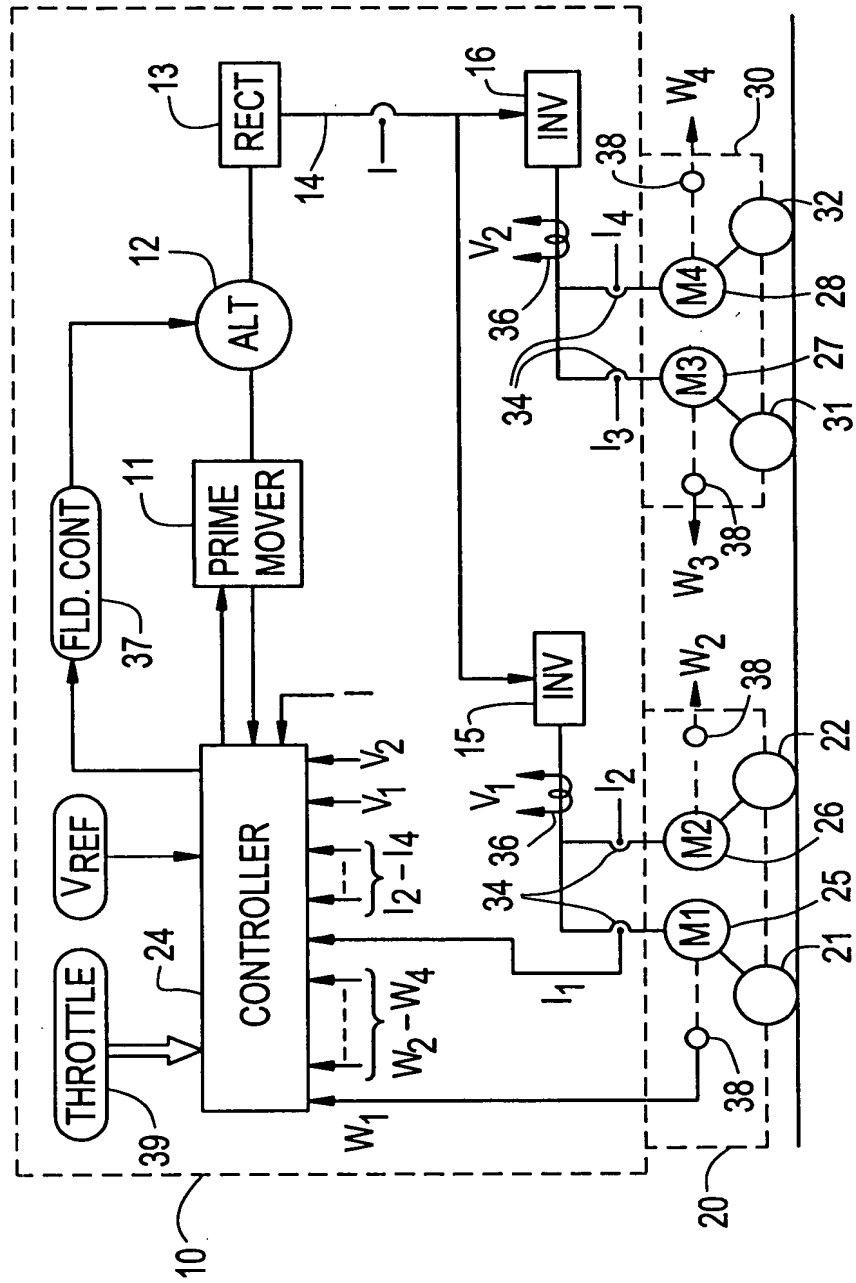 10
THROTTLE
39
24
V REF
FLD. CONT
37
CONTROLLER
W1
W2 – W4
I1
I2 – I4
V1
V2
I
11
PRIME
MOVER
12
ALT
13
RECT
14
I
15
INV
16
INV
V1
36
34
I2
V2
36
34
I3
I4
20
38
M1
25
21
M2
26
22
W2
38
W3
38
M3
27
31
M4
28
32
38
W4
30